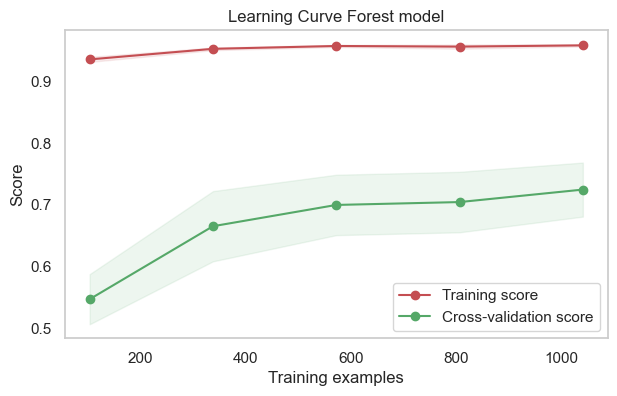 Learning Curve Forest model
Score
0.9
0.8
0.7
0.6
0.5
200
400
600
800
1000
Training examples
Training score
Cross-validation score